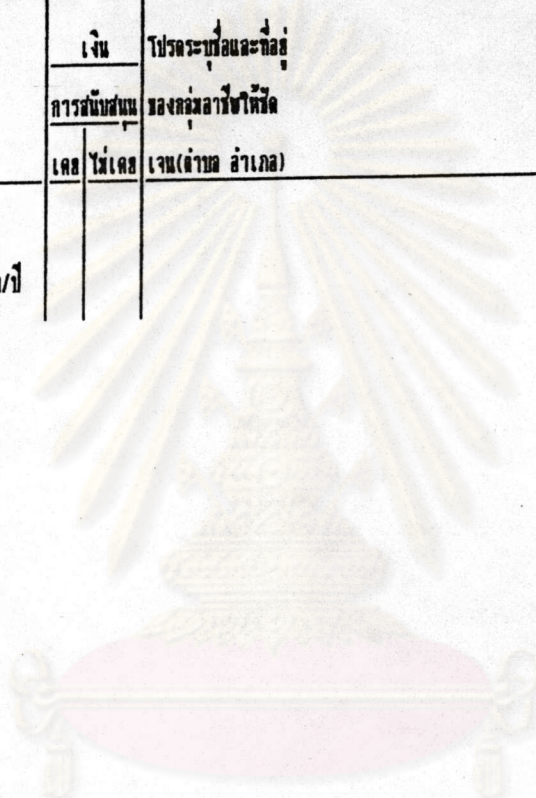 เงิน โปรดระบุชื่อและที่อยู่
การสนับสนุน ของกลุ่มอาชีพให้ชัด
เคย ไม่เคย เจน(ตำบล อำเภอ)
/ปี